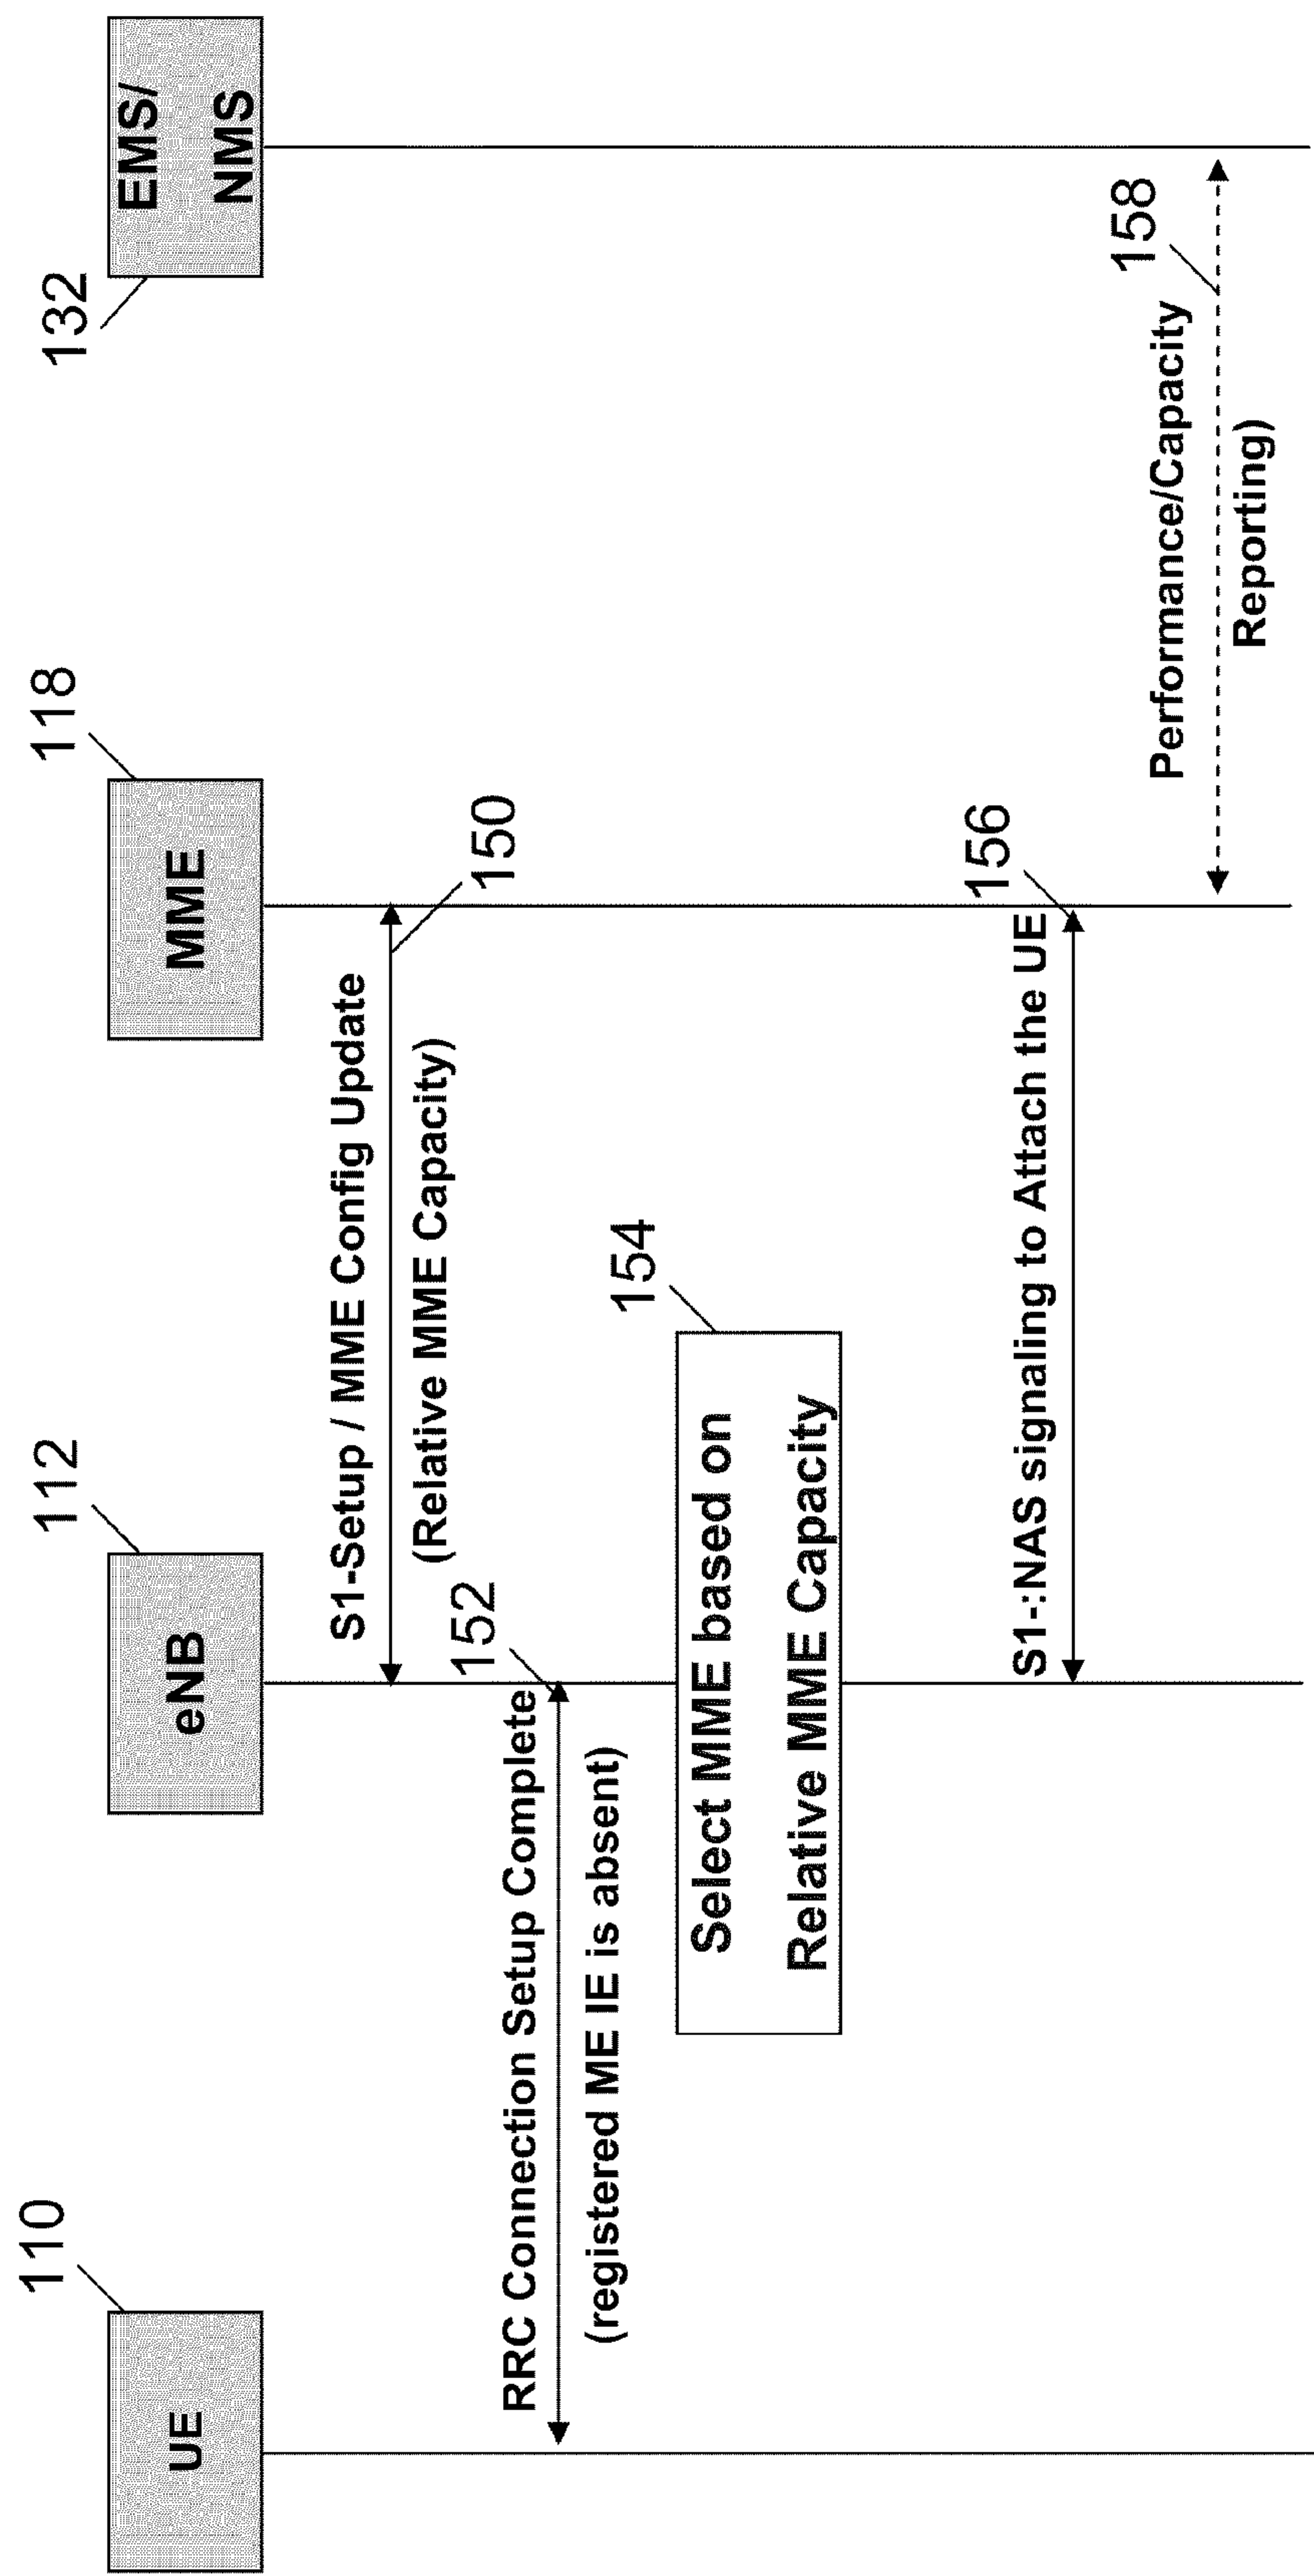 110
112
118
132
UE
eNB
MME
EMS/
NMS
S1-Setup / MME Config Update
(Relative MME Capacity)
150
152
RRC Connection Setup Complete
(registered ME IE is absent)
154
Select MME based on
Relative MME Capacity
156
S1-:NAS signaling to Attach the UE
158
Performance/Capacity
Reporting)